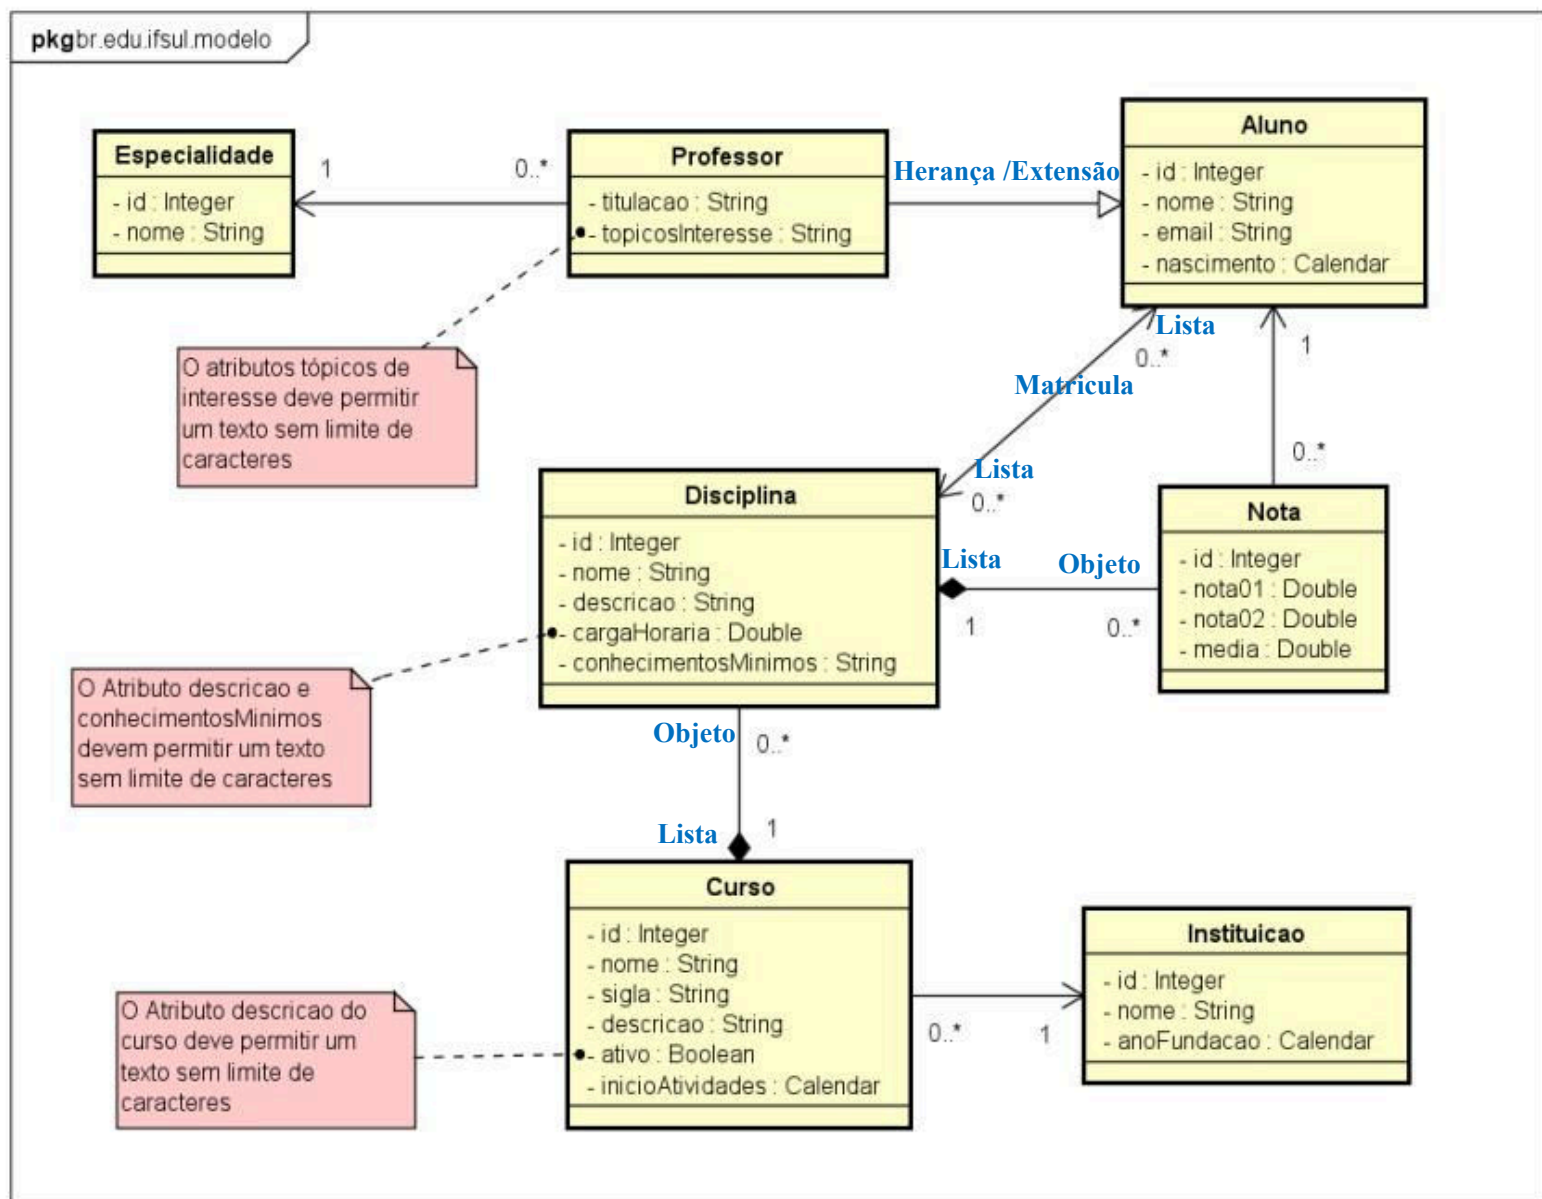 pkg br.edu.ifsul.modelo
Especialidade
- id : Integer
- nome : String
1
0..*
Professor
- titulacao : String
- topicosInteresse : String
Herança /Extensão
Aluno
- id : Integer
- nome : String
- email : String
- nascimento : Calendar
O atributos tópicos de
interesse deve permitir
um texto sem limite de
caracteres
Lista
0..*
Matricula
Lista
0..*
1
0..*
Disciplina
- id : Integer
- nome : String
- descricao : String
- cargaHoraria : Double
- conhecimentosMinimos : String
Lista
Objeto
1
0..*
Nota
- id : Integer
- nota01 : Double
- nota02 : Double
- media : Double
O Atributo descricao e
conhecimentosMinimos
devem permitir um texto
sem limite de caracteres
Objeto
0..*
Lista
1
Curso
- id : Integer
- nome : String
- sigla : String
- descricao : String
- ativo : Boolean
- inicioAtividades : Calendar
0..*
1
Instituicao
- id : Integer
- nome : String
- anoFundacao : Calendar
O Atributo descricao do
curso deve permitir um
texto sem limite de
caracteres